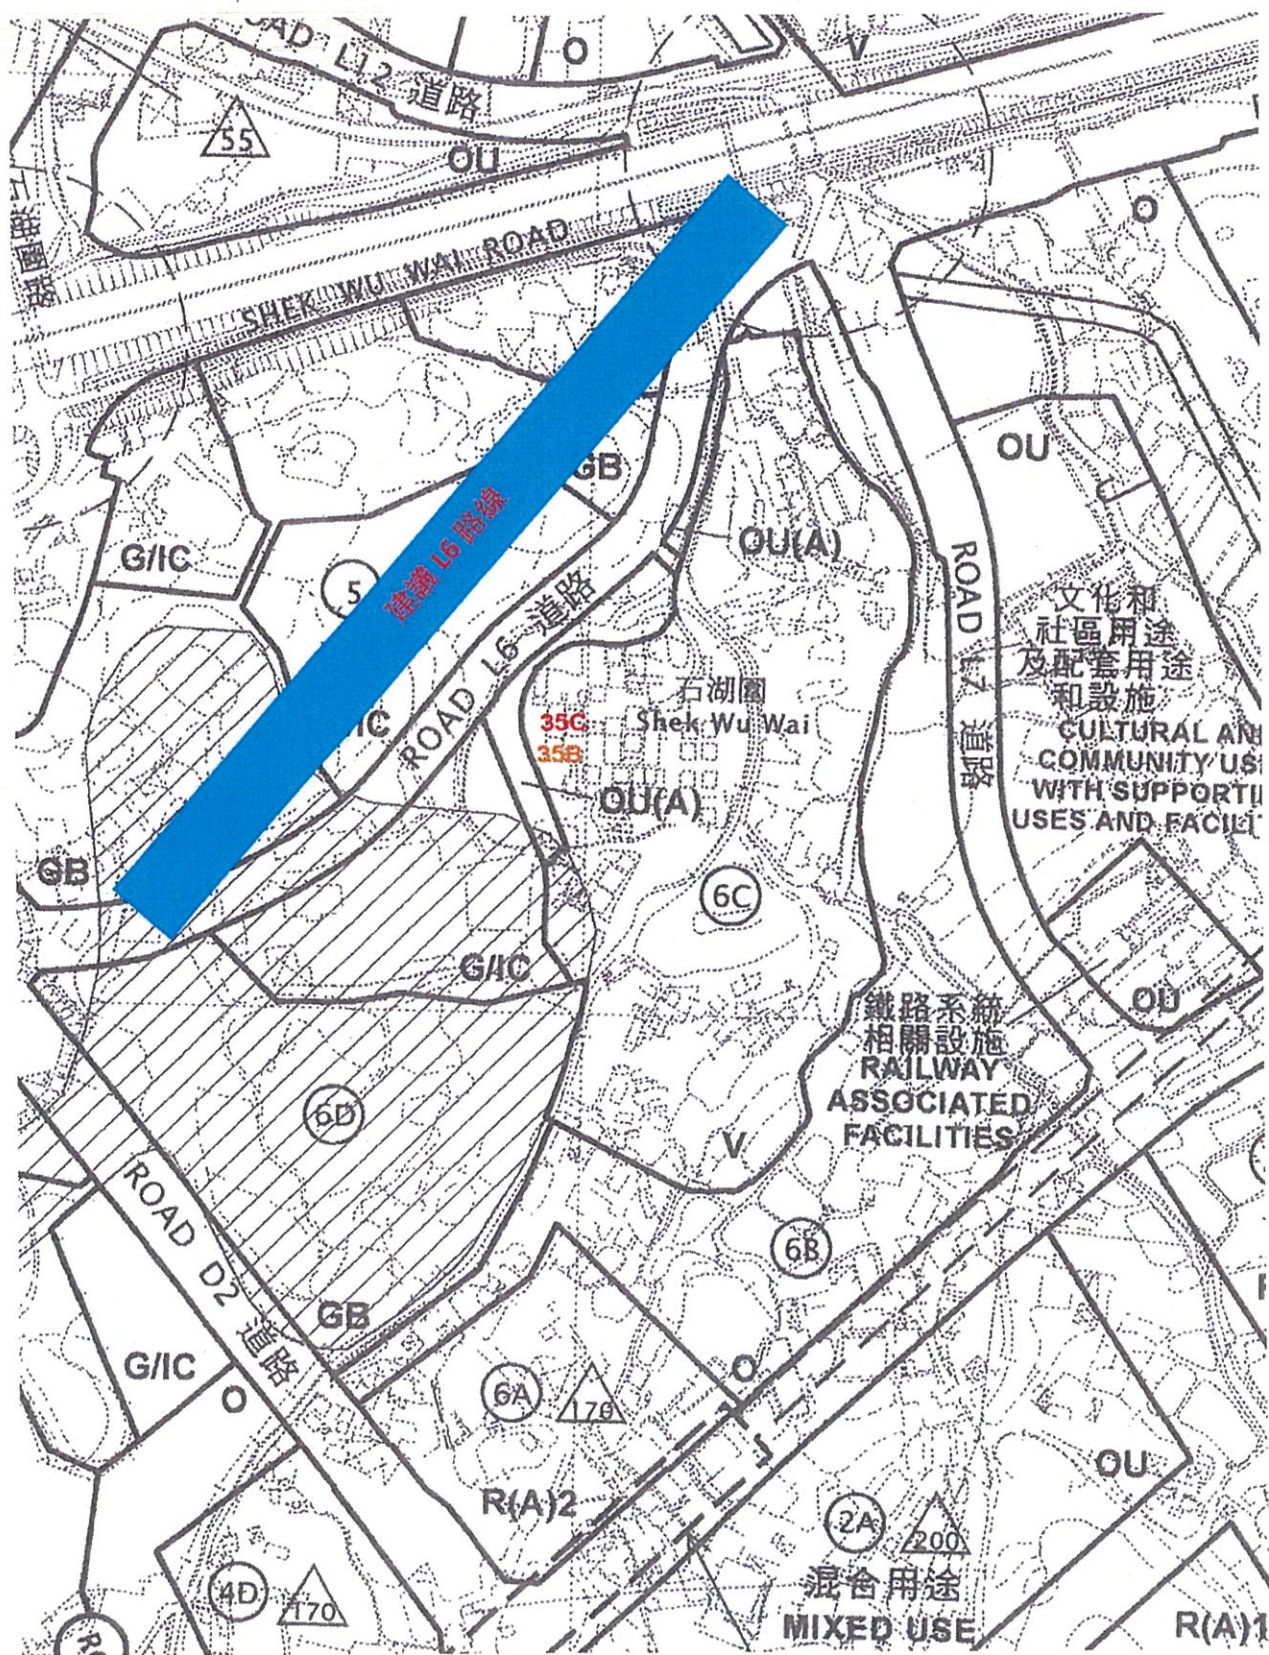 ROAD L12 道路
O
V
55
OU
O
SHEK WU WAI ROAD
GB
OU
G/IC
5
建議 L6 路線
OU(A)
ROAD L6 道路
ROAD L7 道路
文化和
社區用途
及配套用途
和設施
CULTURAL AN
COMMUNITY US
WITH SUPPORTI
USES AND FACILIT
石湖圍
Shek Wu Wai
35C
35B
IC
OU(A)
GB
6C
G/IC
OU
鐵路系統
相關設施
RAILWAY
ASSOCIATED
FACILITIES
6D
V
ROAD D2 道路
6B
GB
G/IC
O
6A
170
O
OU
R(A)2
2A
200
4D
170
混合用途
MIXED USE
R(A)1